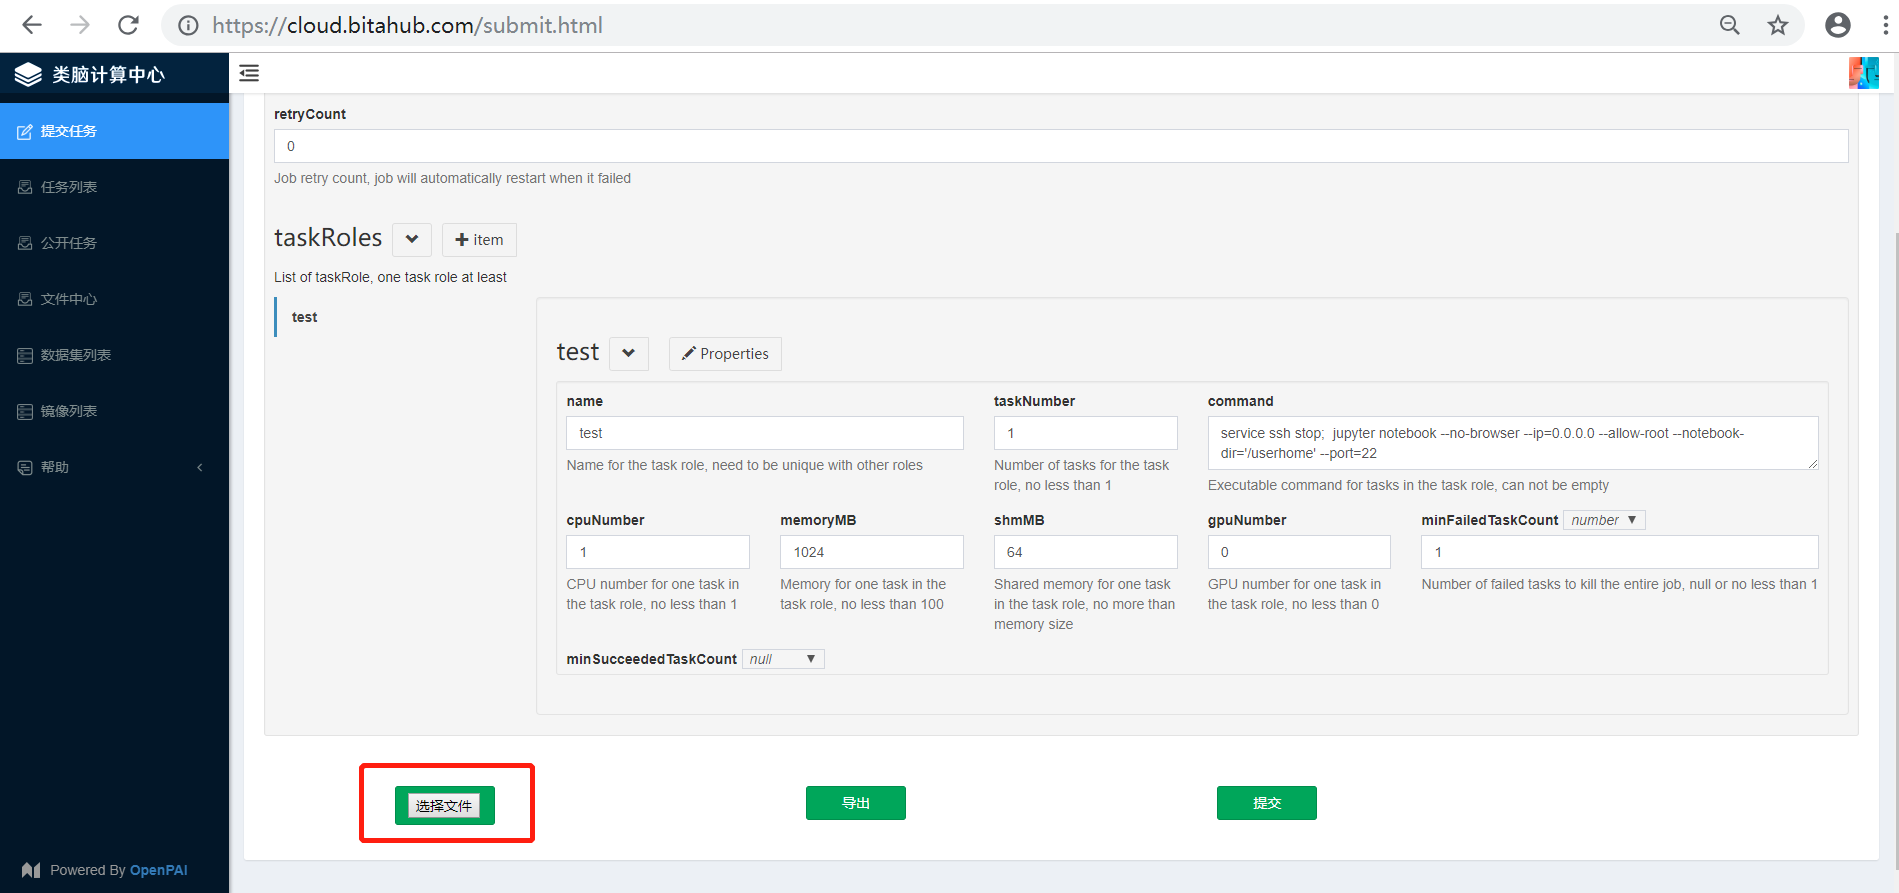 https://cloud.bitahub.com/submit.html
类脑计算中心
提交任务
任务列表
公开任务
文件中心
数据集列表
镜像列表
帮助
Powered By OpenPAI
retryCount
0
Job retry count, job will automatically restart when it failed
taskRoles
item
List of taskRole, one task role at least
test
test
Properties
name
test
Name for the task role, need to be unique with other roles
taskNumber
1
Number of tasks for the task
role, no less than 1
command
service ssh stop;  jupyter notebook --no-browser --ip=0.0.0.0 --allow-root --notebook-
dir='/userhome' --port=22
Executable command for tasks in the task role, can not be empty
cpuNumber
1
CPU number for one task in
the task role, no less than 1
memoryMB
1024
Memory for one task in the
task role, no less than 100
shmMB
64
Shared memory for one task
in the task role, no more than
memory size
gpuNumber
0
GPU number for one task in
the task role, no less than 0
minFailedTaskCount number
1
Number of failed tasks to kill the entire job, null or no less than 1
minSucceededTaskCount null
选择文件
导出
提交